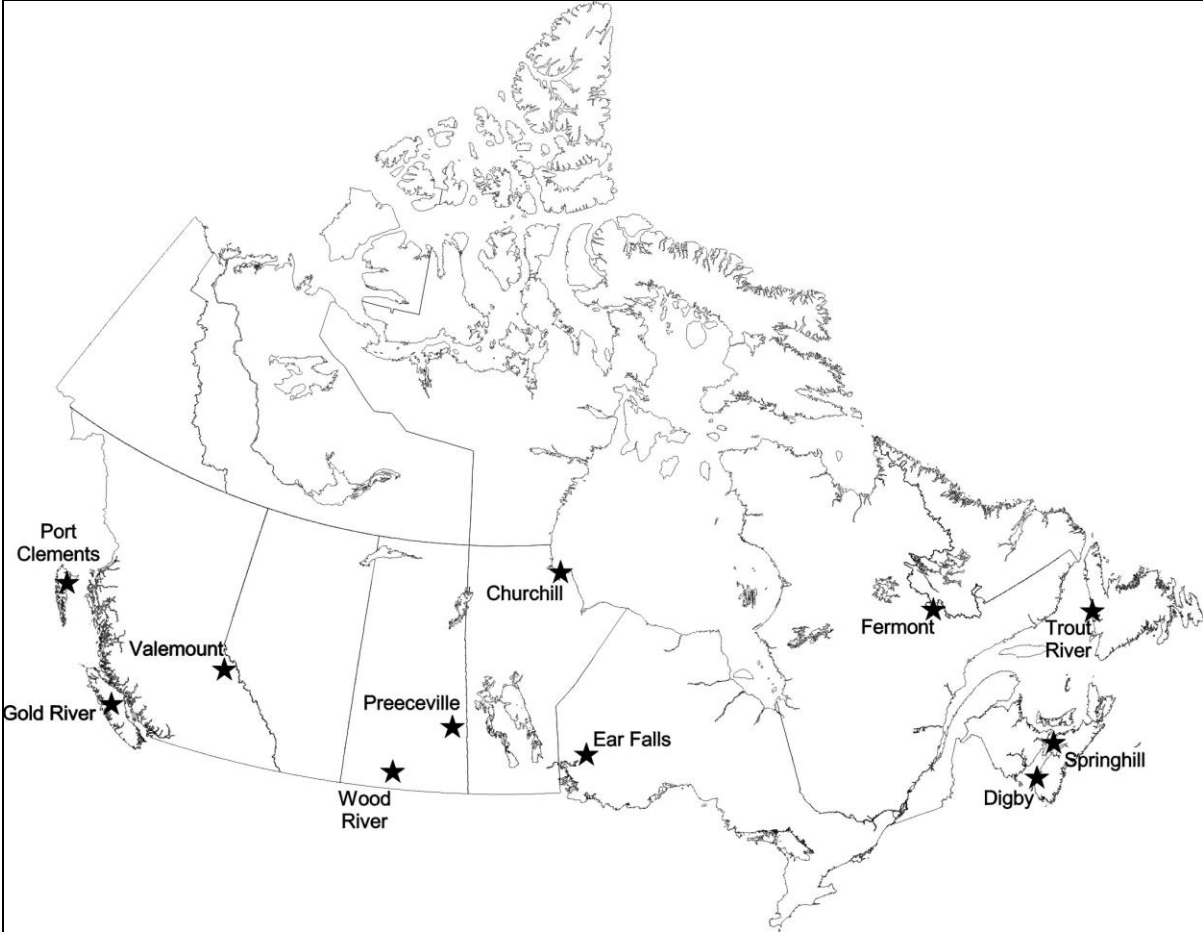 Port
Clements
Churchill
Fermont
Trout
River
Valemount
Preeceville
Gold River
Ear Falls
Springhill
Wood
River
Digby